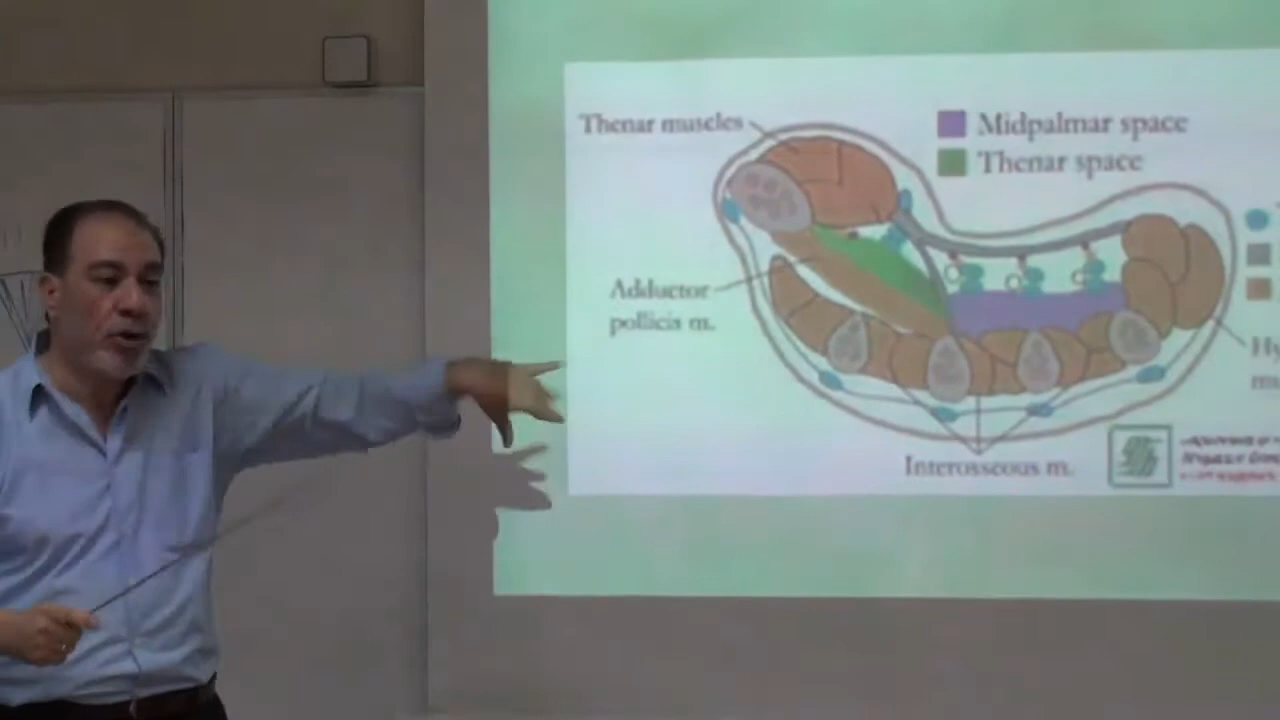 Thenar muscles
Midpalmar space
Thenar space
Adductor
pollicis m.
Interosseous m.